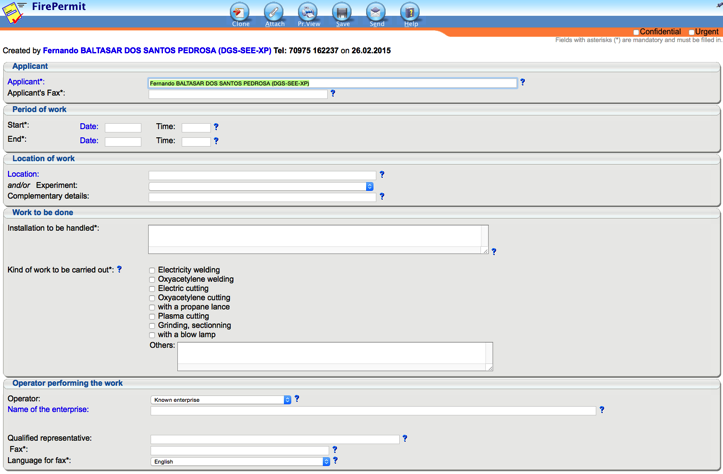 FirePermit
Clone Attach Pr.View Save Send Help
Confidential Urgent
Fields with asterisks (*) are mandatory and must be filled in.
Created by Fernando BALTASAR DOS SANTOS PEDROSA (DGS-SEE-XP) Tel: 70975 162237 on 26.02.2015
Applicant
Applicant*: Fernando BALTASAR DOS SANTOS PEDROSA (DGS-SEE-XP) ?
Applicant's Fax*: ?
Period of work
Start*: Date: Time: ?
End*: Date: Time: ?
Location of work
Location: ?
and/or Experiment:
Complementary details: ?
Work to be done
Installation to be handled*: ?
Kind of work to be carried out*: ? Electricity welding
Oxyacetylene welding
Electric cutting
Oxyacetylene cutting
with a propane lance
Plasma cutting
Grinding, sectionning
with a blow lamp
Others:
Operator performing the work
Operator: Known enterprise ?
Name of the enterprise: ?
Qualified representative: ?
Fax*: ?
Language for fax*: English ?